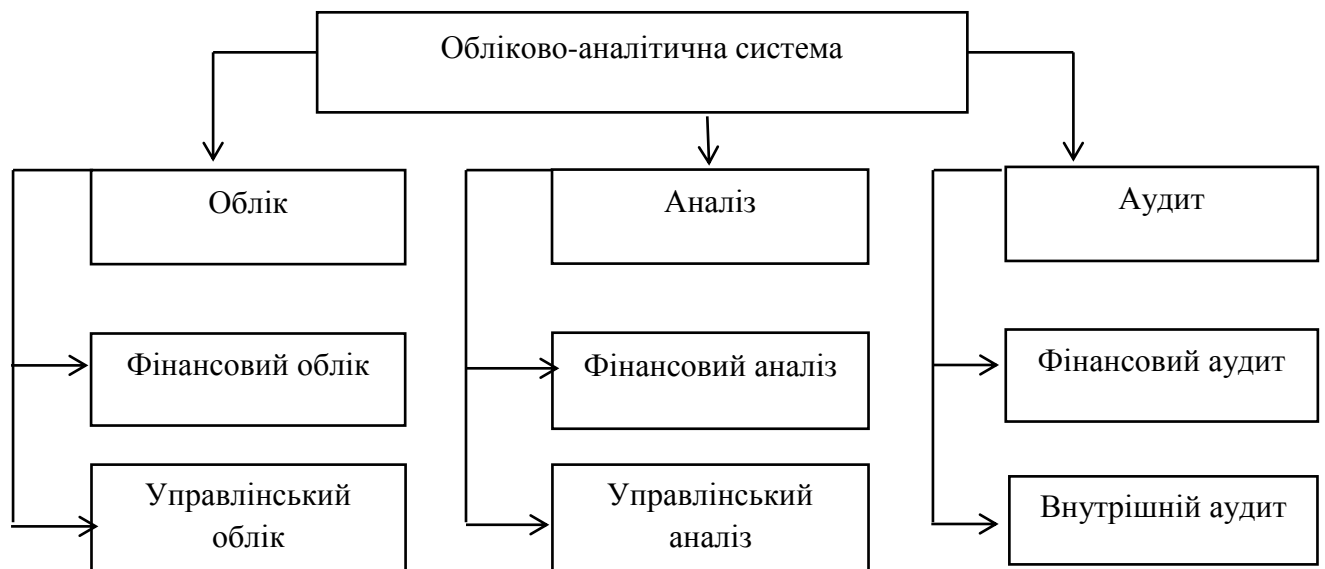 Обліково-аналітична система
Облік
Аналіз
Аудит
Фінансовий облік
Фінансовий аналіз
Фінансовий аудит
Управлінський
облік
Управлінський
аналіз
Внутрішній аудит